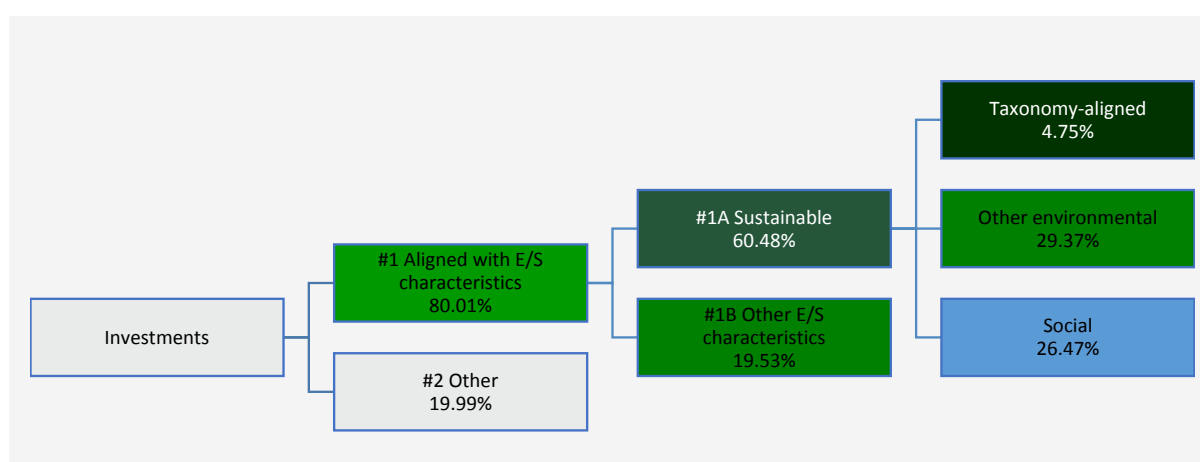 Investments
#1 Aligned with E/S
characteristics
80.01%
#2 Other
19.99%
#1A Sustainable
60.48%
#1B Other E/S
characteristics
19.53%
Taxonomy-aligned
4.75%
Other environmental
29.37%
Social
26.47%